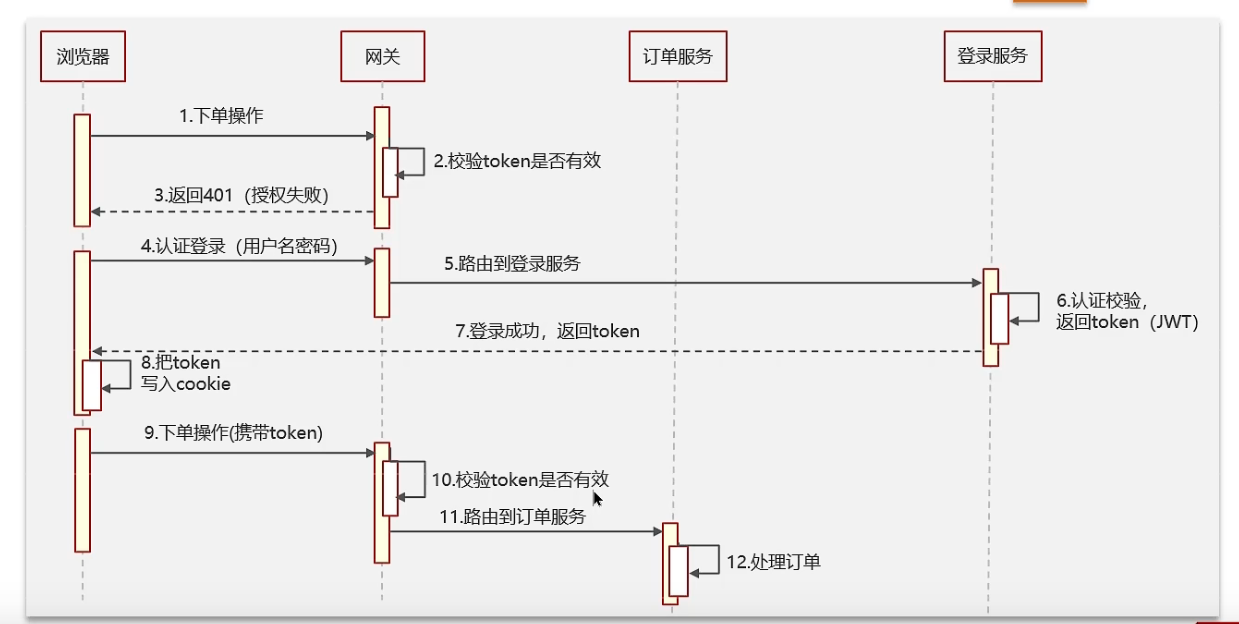 浏览器
网关
订单服务
登录服务
1.下单操作
2.校验token是否有效
3.返回401（授权失败）
4.认证登录（用户名密码）
5.路由到登录服务
6.认证校验，
返回token（JWT）
7.登录成功，返回token
8.把token
写入cookie
9.下单操作(携带token)
10.校验token是否有效
11.路由到订单服务
12.处理订单